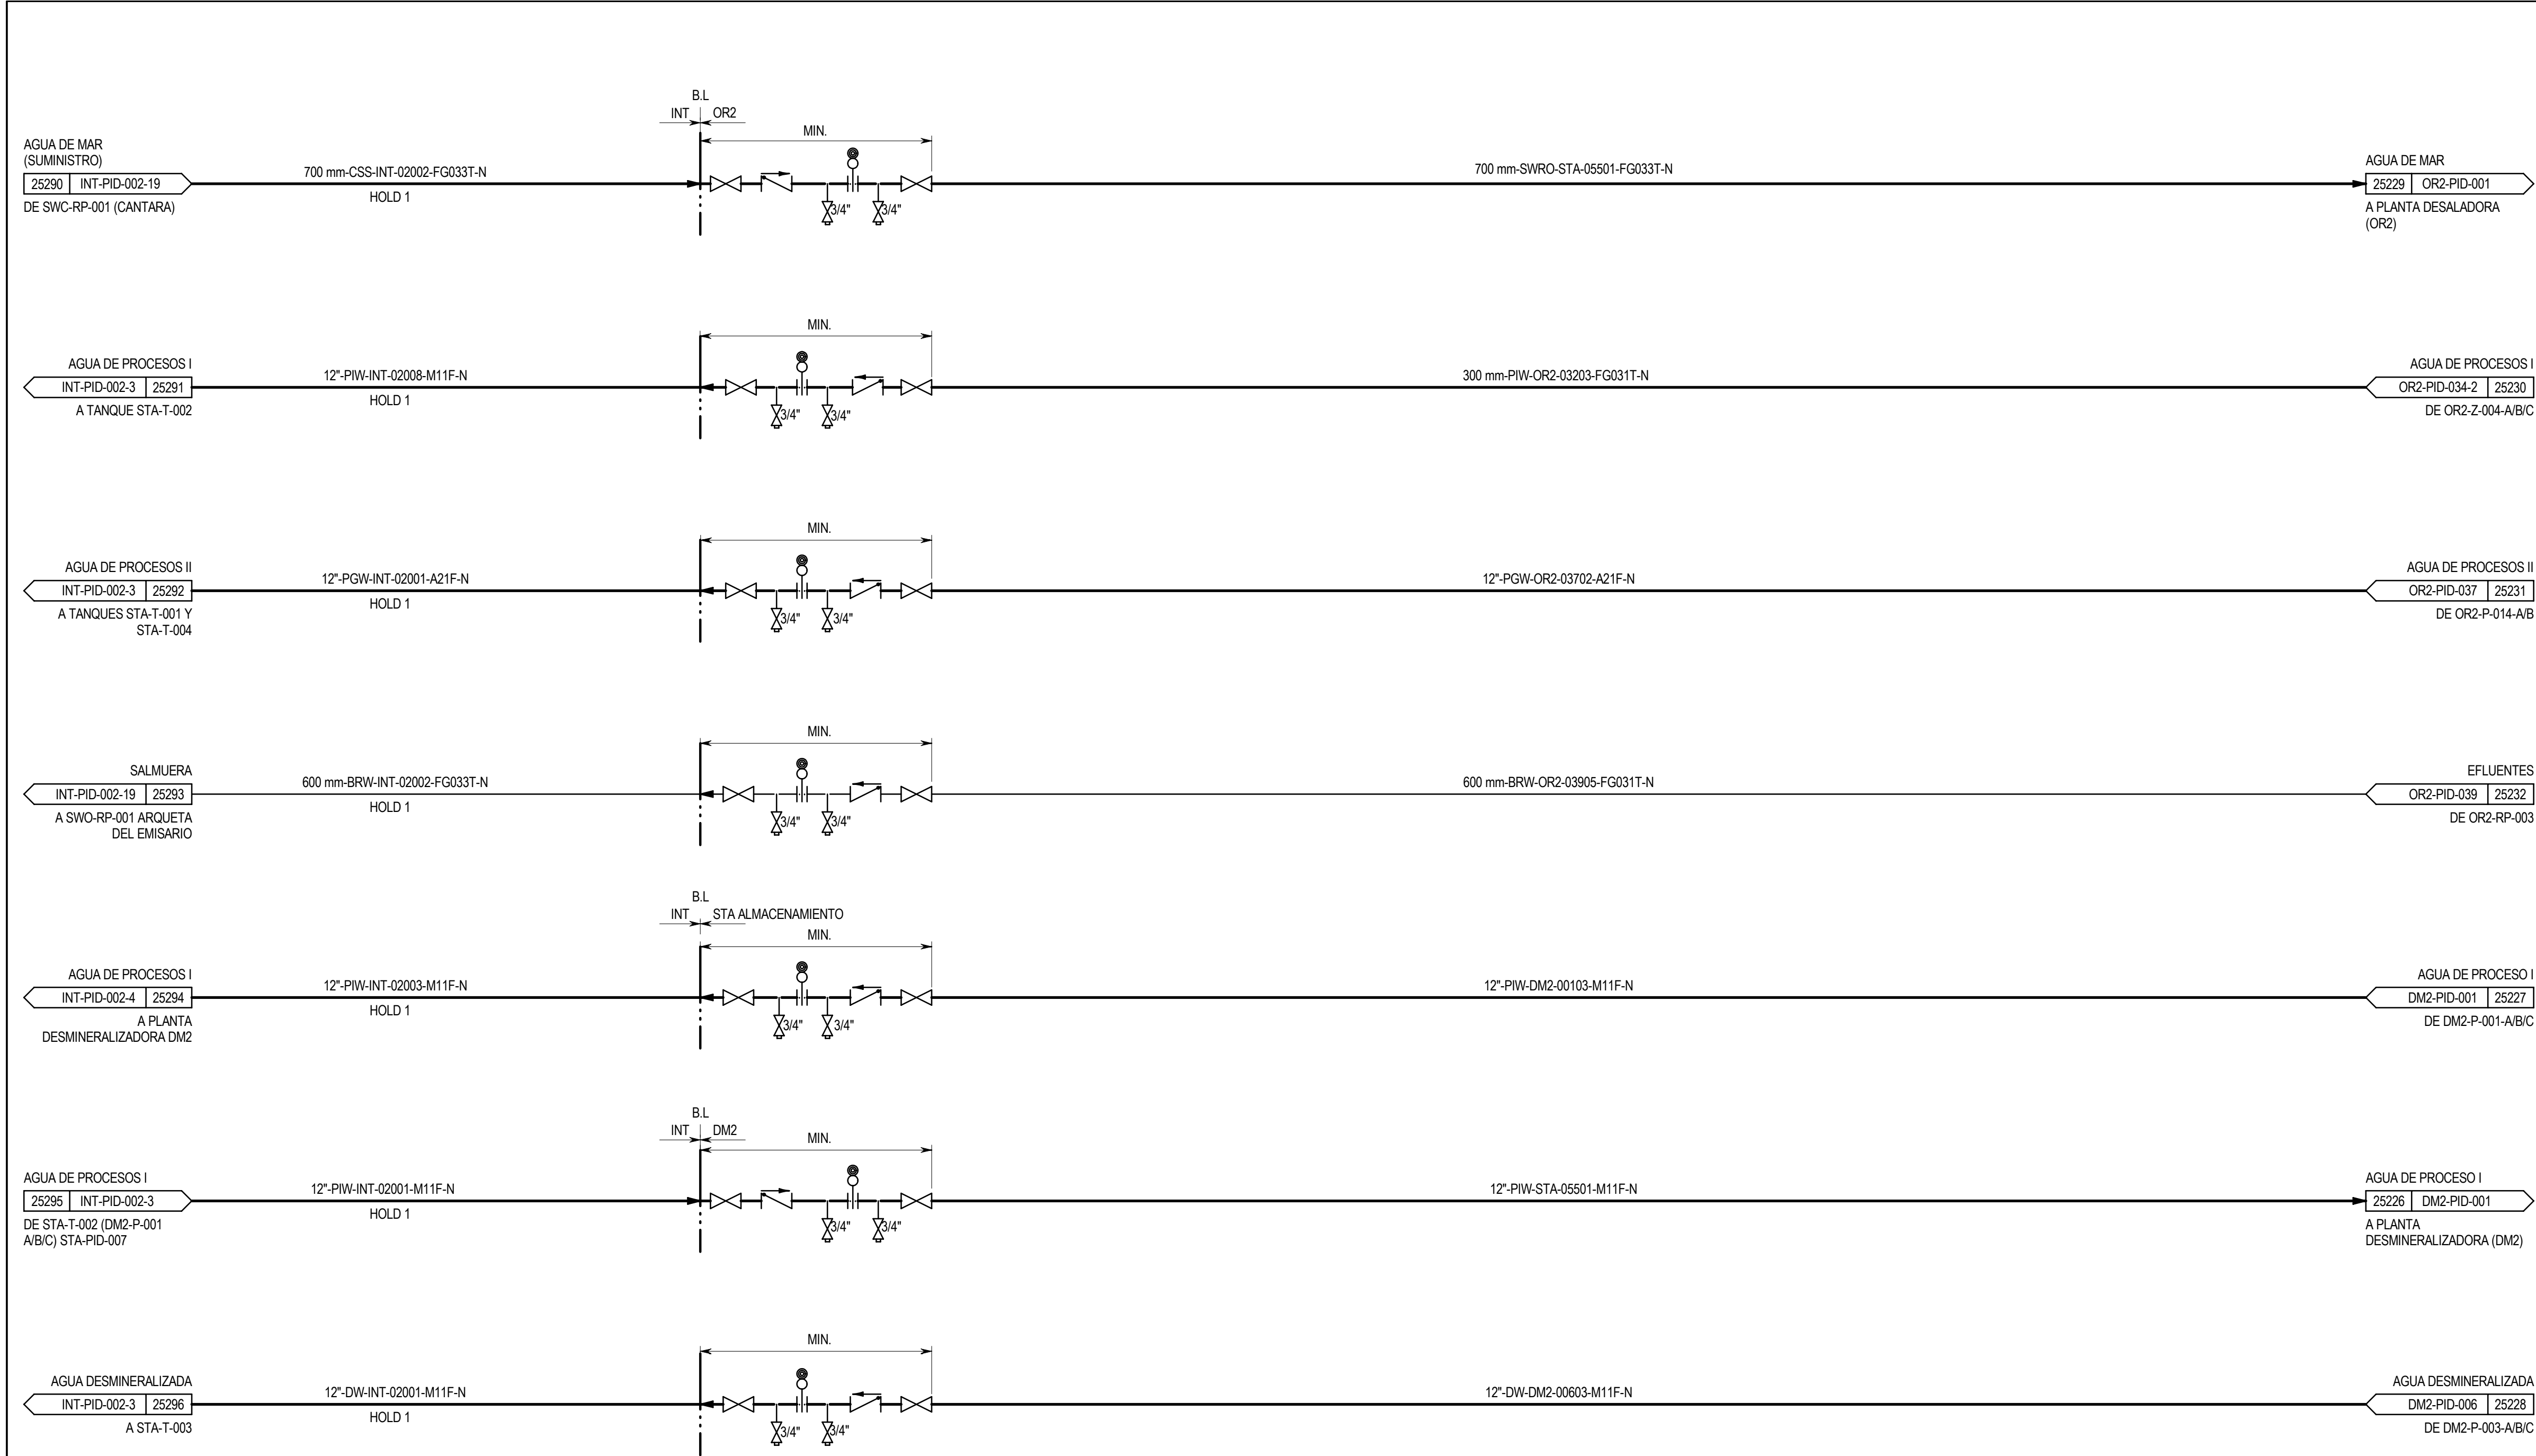 B.L
INT OR2
MIN.
AGUA DE MAR
(SUMINISTRO)
25290 INT-PID-002-19
DE SWC-RP-001 (CANTARA)
700 mm-CSS-INT-02002-FG033T-N
HOLD 1
3/4" 3/4"
700 mm-SWRO-STA-05501-FG033T-N
AGUA DE MAR
25229 OR2-PID-001
A PLANTA DESALADORA
(OR2)
MIN.
AGUA DE PROCESOS I
INT-PID-002-3 25291
A TANQUE STA-T-002
12"-PIW-INT-02008-M11F-N
HOLD 1
3/4" 3/4"
300 mm-PIW-OR2-03203-FG031T-N
AGUA DE PROCESOS I
OR2-PID-034-2 25230
DE OR2-Z-004-A/B/C
MIN.
AGUA DE PROCESOS II
INT-PID-002-3 25292
A TANQUES STA-T-001 Y
STA-T-004
12"-PGW-INT-02001-A21F-N
HOLD 1
3/4" 3/4"
12"-PGW-OR2-03702-A21F-N
AGUA DE PROCESOS II
OR2-PID-037 25231
DE OR2-P-014-A/B
MIN.
SALMUERA
INT-PID-002-19 25293
A SWO-RP-001 ARQUETA
DEL EMISARIO
600 mm-BRW-INT-02002-FG033T-N
HOLD 1
3/4" 3/4"
600 mm-BRW-OR2-03905-FG031T-N
EFLUENTES
OR2-PID-039 25232
DE OR2-RP-003
B.L
INT STA ALMACENAMIENTO
MIN.
AGUA DE PROCESOS I
INT-PID-002-4 25294
A PLANTA
DESMINERALIZADORA DM2
12"-PIW-INT-02003-M11F-N
HOLD 1
3/4" 3/4"
12"-PIW-DM2-00103-M11F-N
AGUA DE PROCESO I
DM2-PID-001 25227
DE DM2-P-001-A/B/C
B.L
INT DM2
MIN.
AGUA DE PROCESOS I
25295 INT-PID-002-3
DE STA-T-002 (DM2-P-001
A/B/C) STA-PID-007
12"-PIW-INT-02001-M11F-N
HOLD 1
3/4" 3/4"
12"-PIW-STA-05501-M11F-N
AGUA DE PROCESO I
25226 DM2-PID-001
A PLANTA
DESMINERALIZADORA (DM2)
MIN.
AGUA DESMINERALIZADA
INT-PID-002-3 25296
A STA-T-003
12"-DW-INT-02001-M11F-N
HOLD 1
3/4" 3/4"
12"-DW-DM2-00603-M11F-N
AGUA DESMINERALIZADA
DM2-PID-006 25228
DE DM2-P-003-A/B/C